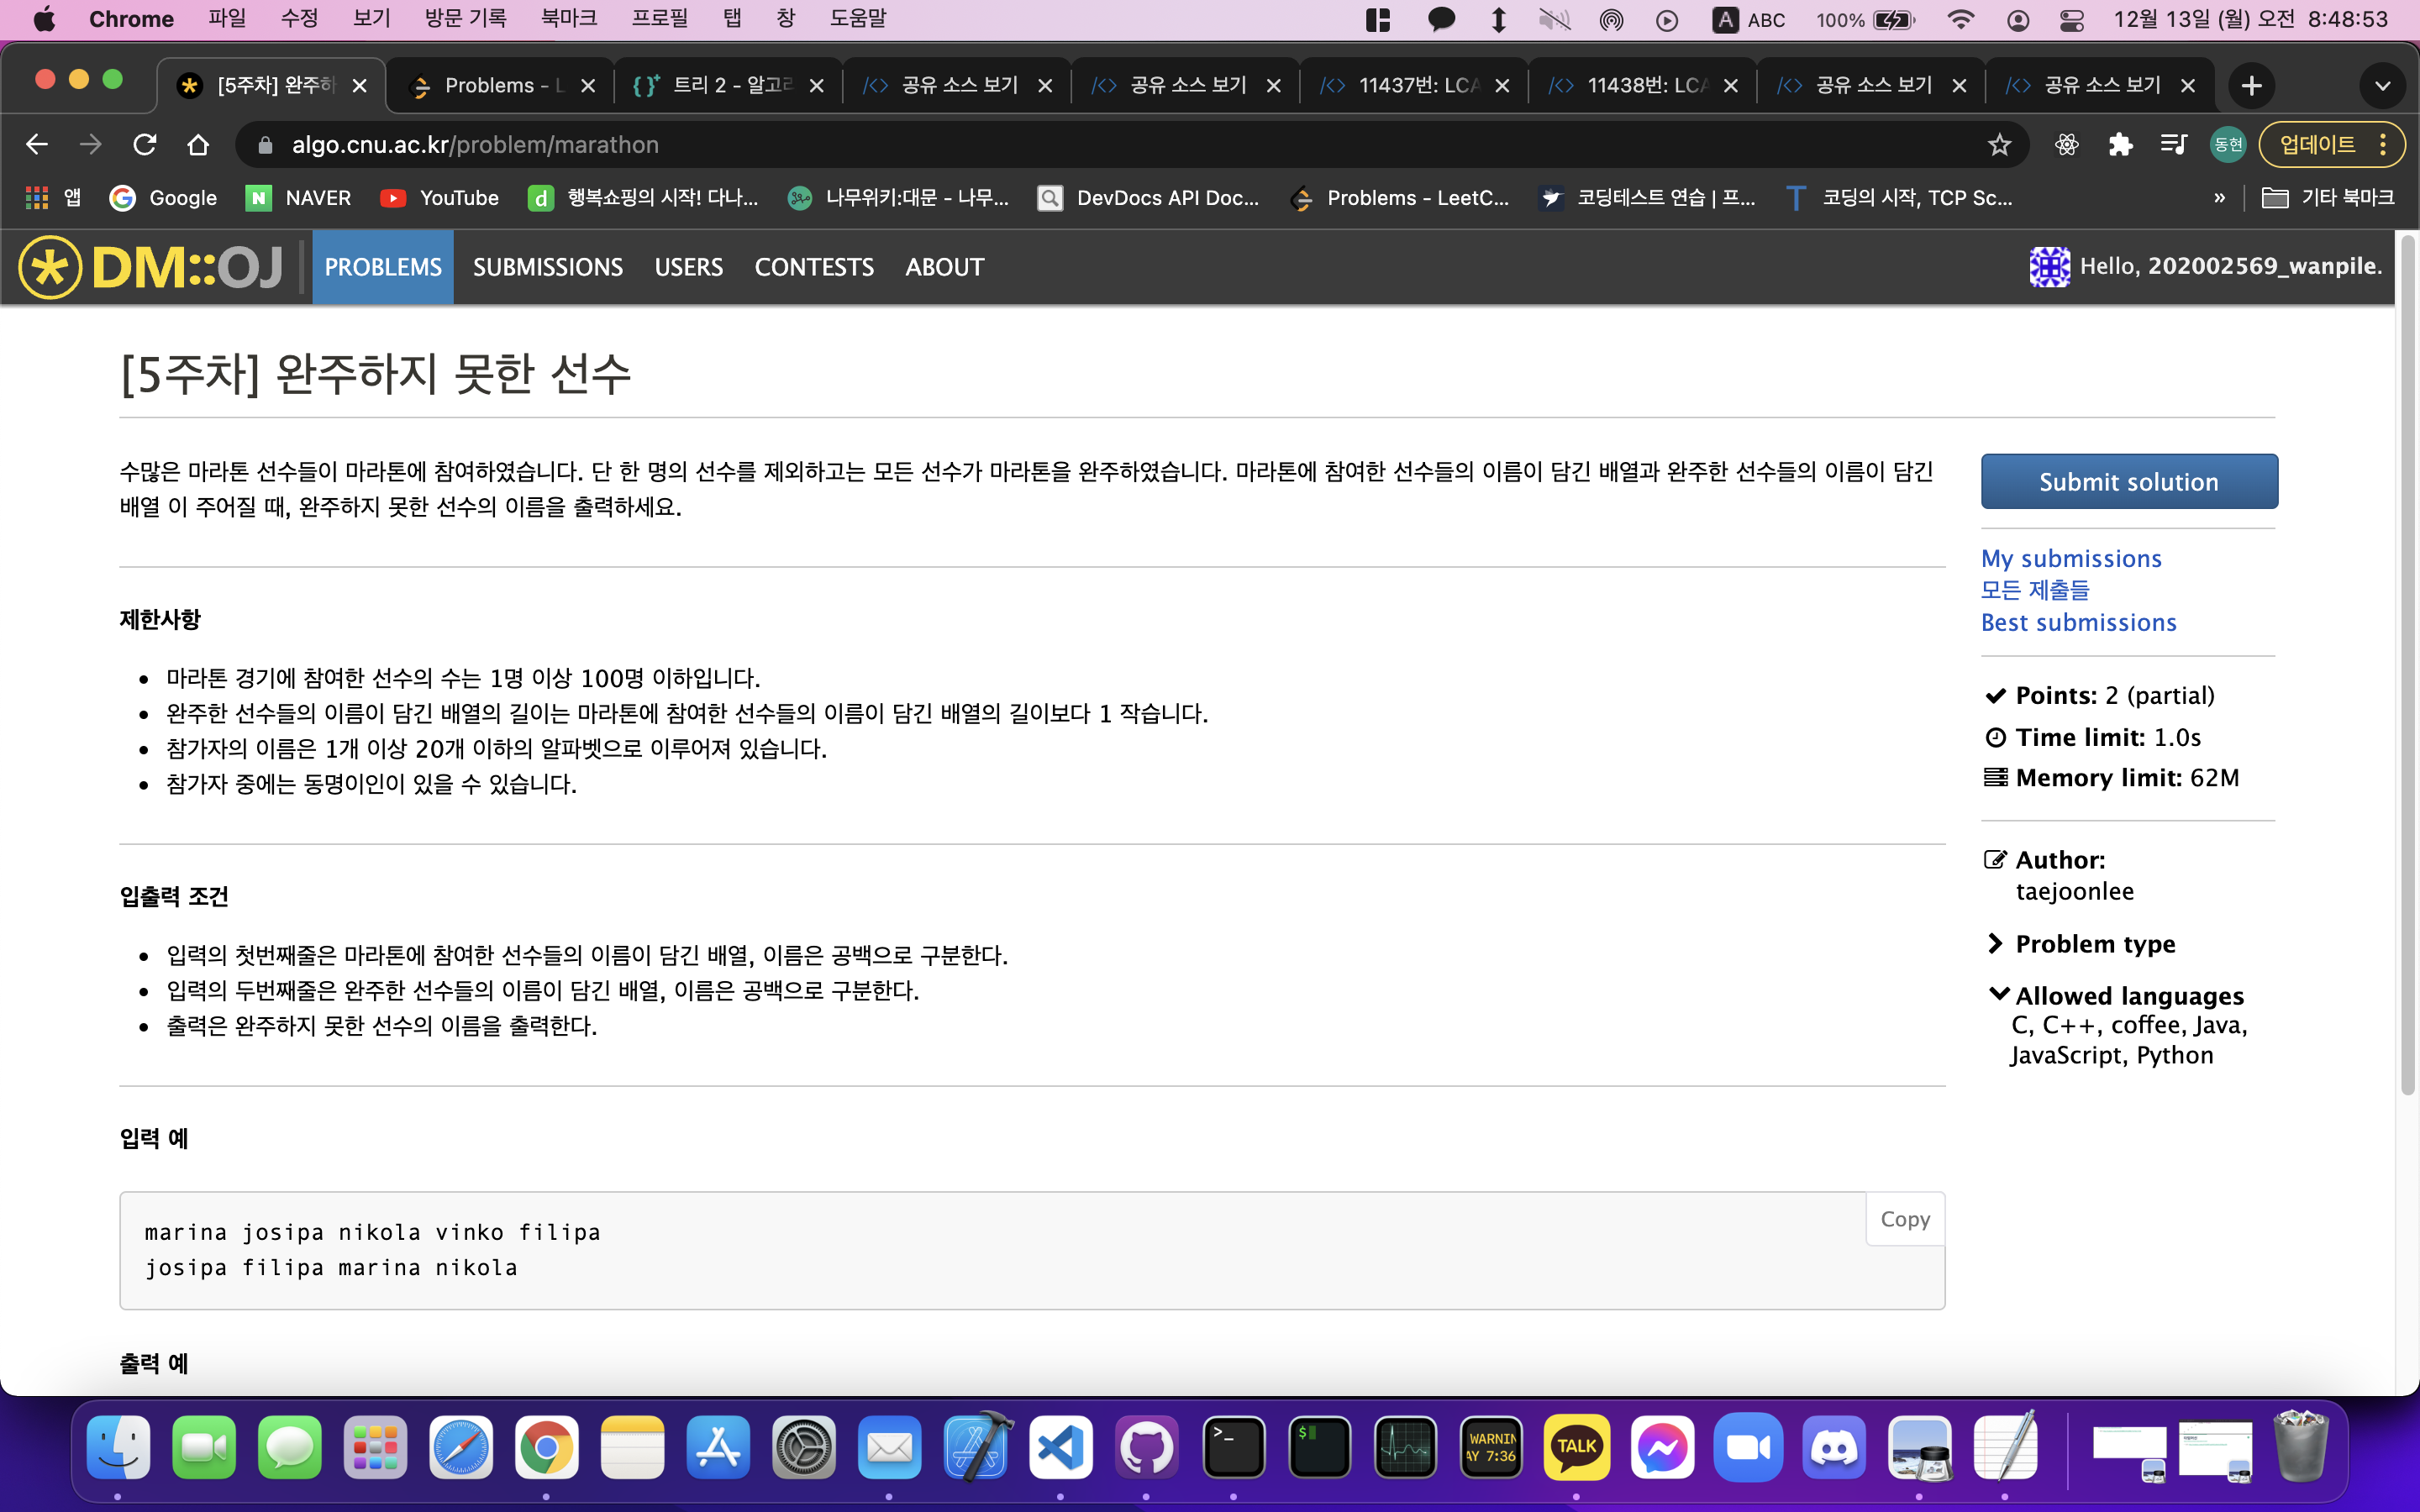 Chrome 파일 수정 보기 방문 기록 북마크 프로필 탭 창 도움말 A ABC 100% 12월 13일 (월) 오전 8:48:53
[5주차] 완주하 Problems - L {}+ 트리 2 - 알고리 공유 소스 보기 공유 소스 보기 11437번: LCA 11438번: LCA 공유 소스 보기 공유 소스 보기
algo.cnu.ac.kr/problem/marathon 동현 업데이트
앱 Google NAVER YouTube 행복쇼핑의 시작! 다나... 나무위키:대문 - 나무... DevDocs API Doc... Problems - LeetC... 코딩테스트 연습 | 프... 코딩의 시작, TCP Sc... » 기타 북마크
DM::OJ PROBLEMS SUBMISSIONS USERS CONTESTS ABOUT Hello, 202002569_wanpile.
[5주차] 완주하지 못한 선수
수많은 마라톤 선수들이 마라톤에 참여하였습니다. 단 한 명의 선수를 제외하고는 모든 선수가 마라톤을 완주하였습니다. 마라톤에 참여한 선수들의 이름이 담긴 배열과 완주한 선수들의 이름이 담긴
배열 이 주어질 때, 완주하지 못한 선수의 이름을 출력하세요.
제한사항
• 마라톤 경기에 참여한 선수의 수는 1명 이상 100명 이하입니다.
• 완주한 선수들의 이름이 담긴 배열의 길이는 마라톤에 참여한 선수들의 이름이 담긴 배열의 길이보다 1 작습니다.
• 참가자의 이름은 1개 이상 20개 이하의 알파벳으로 이루어져 있습니다.
• 참가자 중에는 동명이인이 있을 수 있습니다.
입출력 조건
• 입력의 첫번째줄은 마라톤에 참여한 선수들의 이름이 담긴 배열, 이름은 공백으로 구분한다.
• 입력의 두번째줄은 완주한 선수들의 이름이 담긴 배열, 이름은 공백으로 구분한다.
• 출력은 완주하지 못한 선수의 이름을 출력한다.
입력 예
Copy
marina josipa nikola vinko filipa
josipa filipa marina nikola
출력 예
Submit solution
My submissions
모든 제출들
Best submissions
Points: 2 (partial)
Time limit: 1.0s
Memory limit: 62M
Author:
taejoonlee
Problem type
Allowed languages
C, C++, coffee, Java,
JavaScript, Python
WARNIN
AY 7:36
TALK